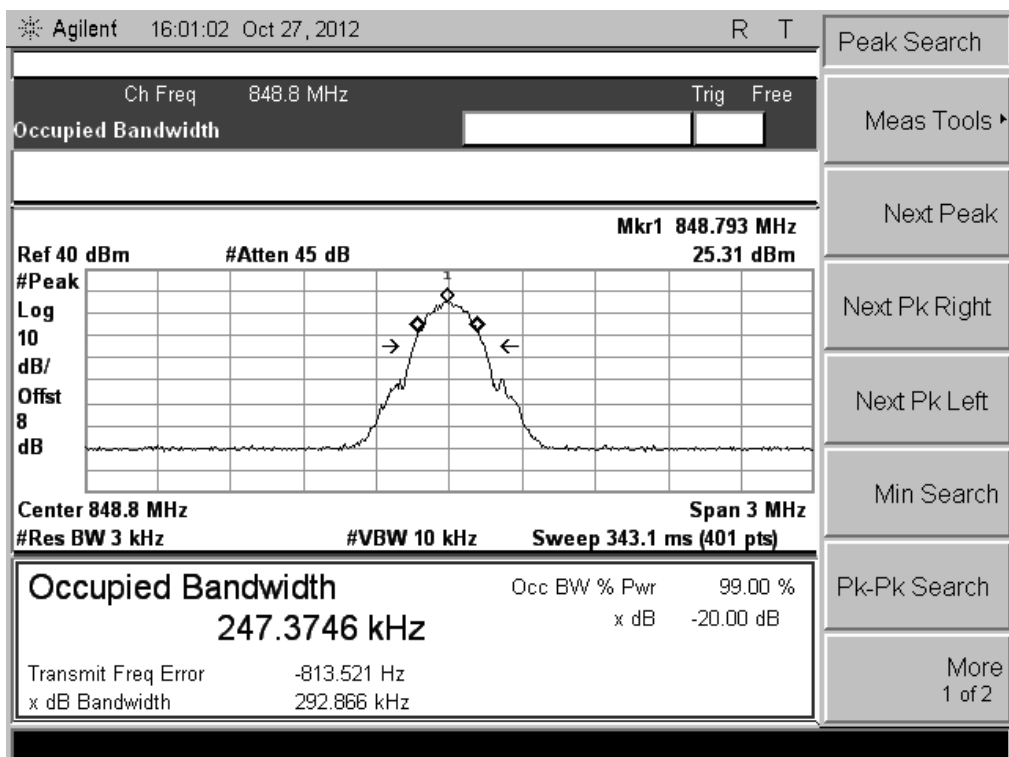 Agilent 16:01:02 Oct 27, 2012 R T
Peak Search
Ch Freq 848.8 MHz Trig Free
Occupied Bandwidth
Meas Tools
Next Peak
Next Pk Right
Next Pk Left
Min Search
Pk-Pk Search
More
1 of 2
Mkr1 848.793 MHz
Ref 40 dBm #Atten 45 dB 25.31 dBm
#Peak
Log
10
dB/
Offst
8
dB
1
Center 848.8 MHz Span 3 MHz
#Res BW 3 kHz #VBW 10 kHz Sweep 343.1 ms (401 pts)
Occupied Bandwidth Occ BW % Pwr 99.00 %
247.3746 kHz x dB -20.00 dB
Transmit Freq Error -813.521 Hz
x dB Bandwidth 292.866 kHz